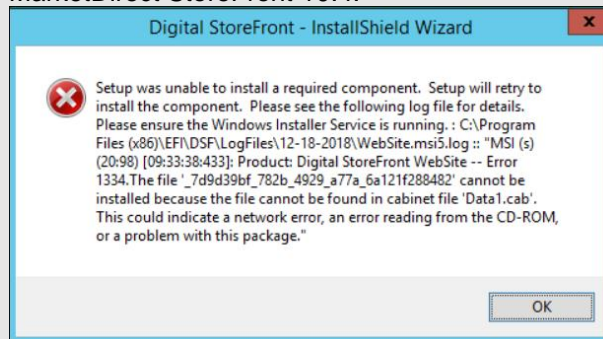 Digital StoreFront - InstallShield Wizard
x
Setup was unable to install a required component. Setup will retry to
install the component. Please see the following log file for details.
Please ensure the Windows Installer Service is running. : C:\Program
Files (x86)\EFI\DSF\LogFiles\12-18-2018\WebSite.msi5.log :: "MSI (s)
(20:98) [09:33:38:433]: Product: Digital StoreFront WebSite -- Error
1334.The file '_7d9d39bf_782b_4929_a77a_6a121f288482' cannot be
installed because the file cannot be found in cabinet file 'Data1.cab'.
This could indicate a network error, an error reading from the CD-ROM,
or a problem with this package."
OK